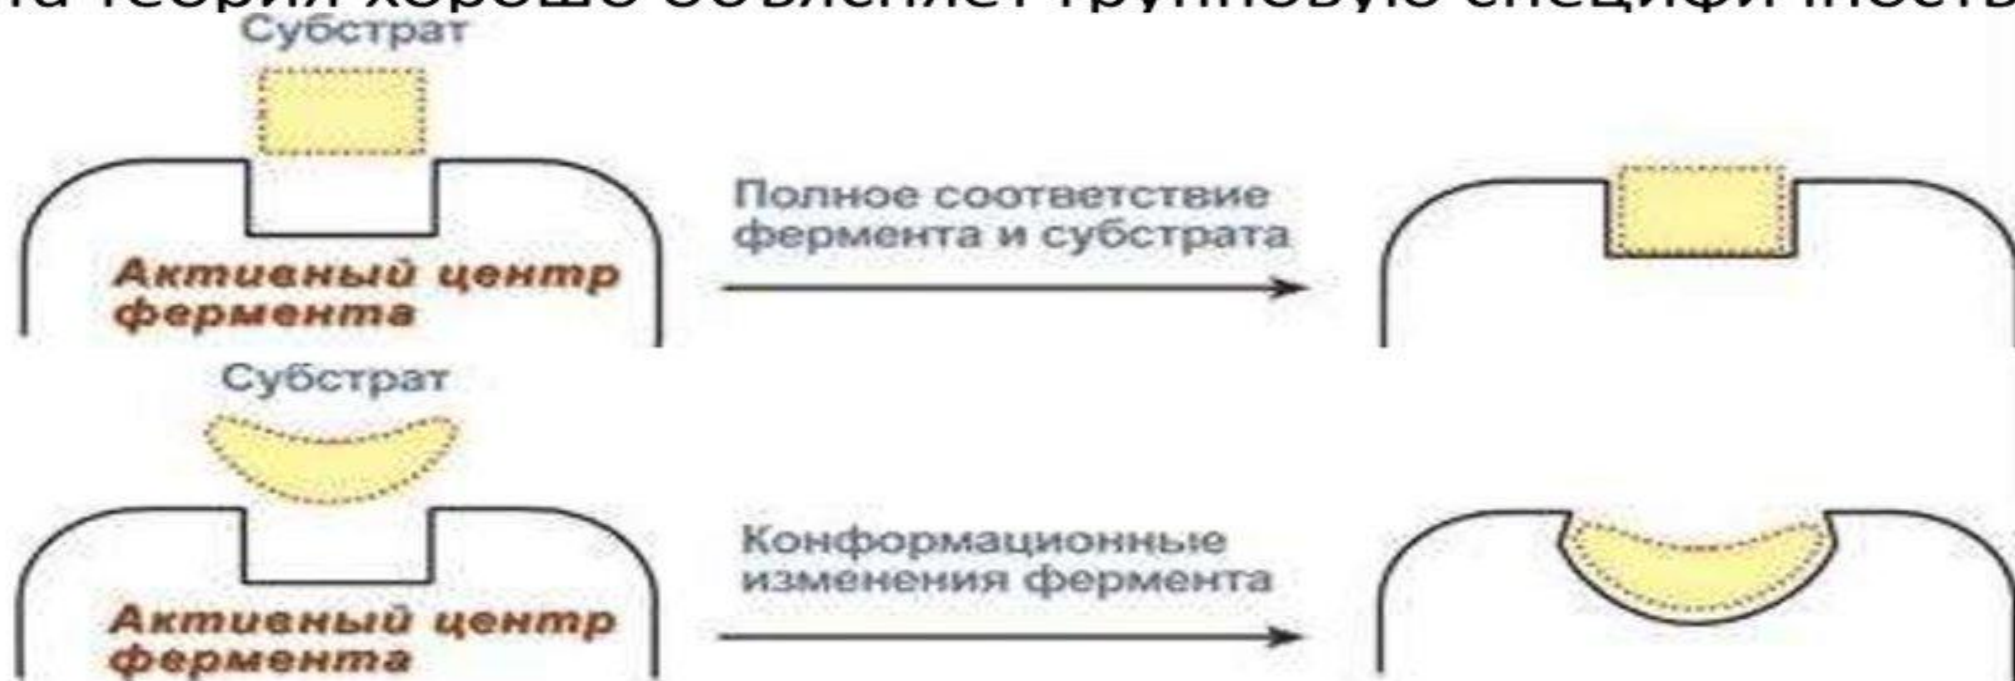 теория хорошо объясняет групповую специфичность
Субстрат
Полное соответствие
фермента и субстрата
Активный центр
фермента
Субстрат
Конформационные
изменения фермента
Активный центр
фермента